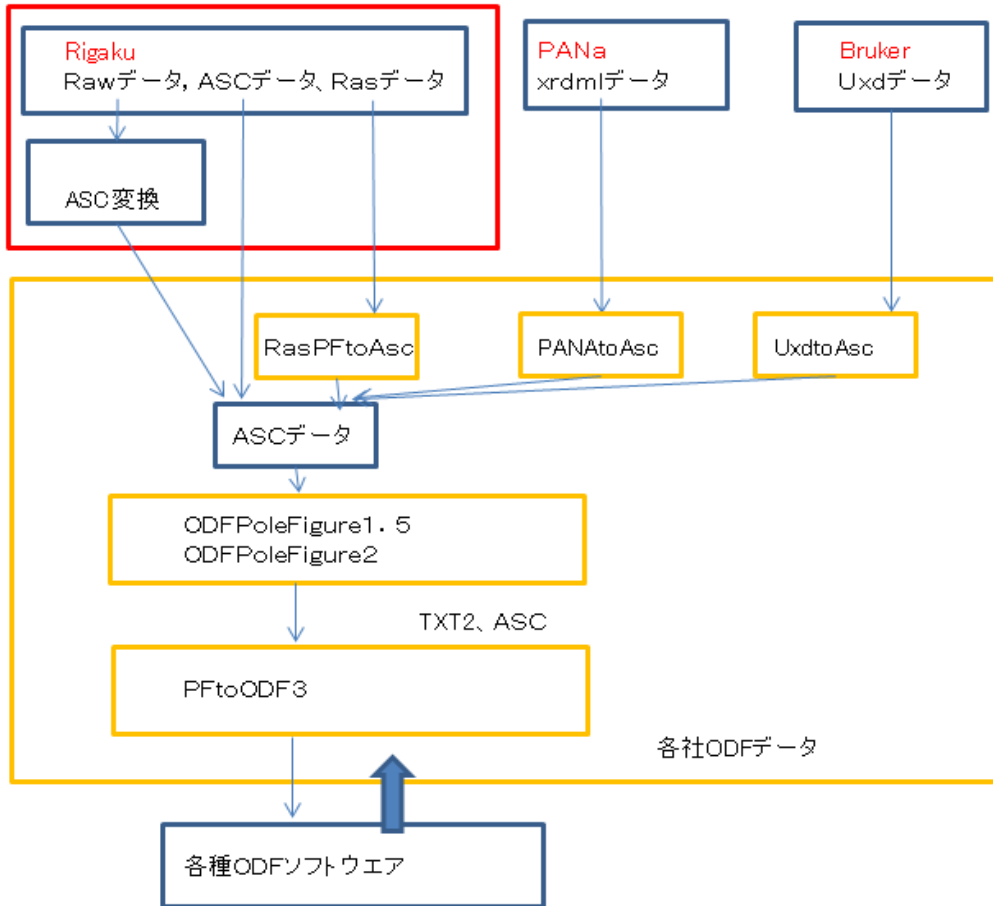 Rigaku
Rawデータ, ASCデータ、Rasデータ
PANa
xrdmlデータ
Bruker
Uxdデータ
ASC変換
RasPFtoAsc
PANAtoAsc
UxdtoAsc
ASCデータ
ODFPoleFigure1.5
ODFPoleFigure2
TXT2、ASC
PFtoODF3
各社ODFデータ
各種ODFソフトウエア